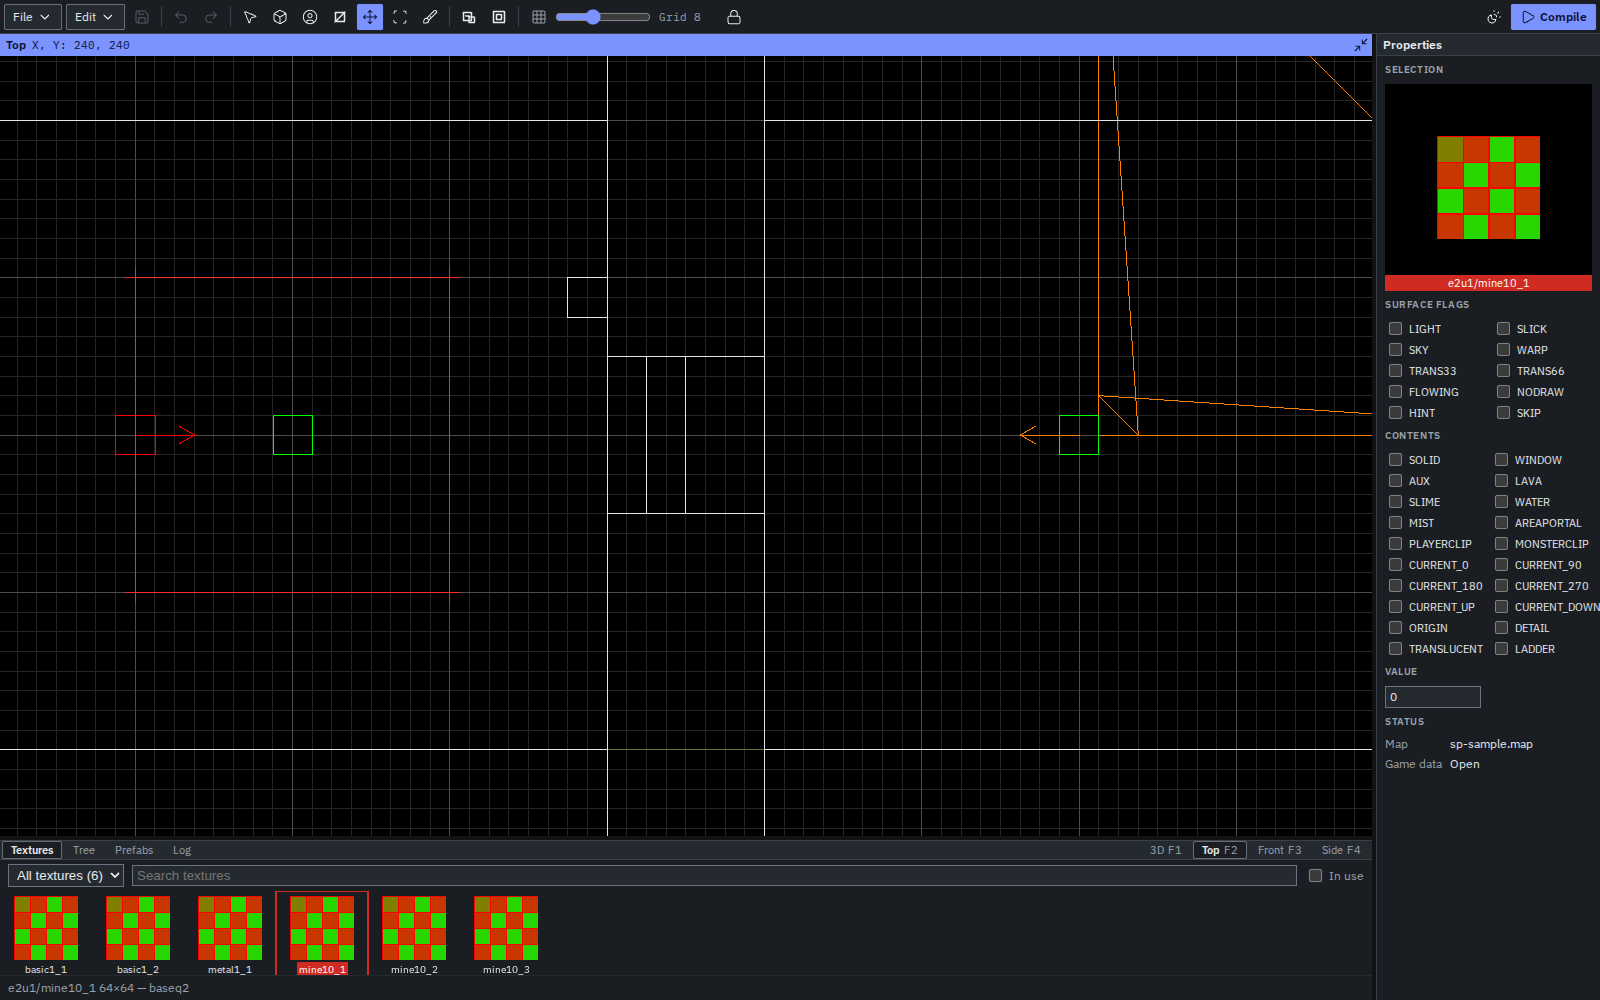 File Edit Grid 8 Compile
Top X, Y: 240, 240
Properties
SELECTION
e2u1/mine10_1
SURFACE FLAGS
LIGHT SLICK
SKY WARP
TRANS33 TRANS66
FLOWING NODRAW
HINT SKIP
CONTENTS
SOLID WINDOW
AUX LAVA
SLIME WATER
MIST AREAPORTAL
PLAYERCLIP MONSTERCLIP
CURRENT_0 CURRENT_90
CURRENT_180 CURRENT_270
CURRENT_UP CURRENT_DOWN
ORIGIN DETAIL
TRANSLUCENT LADDER
VALUE
0
STATUS
Map sp-sample.map
Game data Open
Textures Tree Prefabs Log 3D F1 Top F2 Front F3 Side F4
All textures (6) Search textures In use
basic1_1 basic1_2 metal1_1 mine10_1 mine10_2 mine10_3
e2u1/mine10_1 64×64 — baseq2